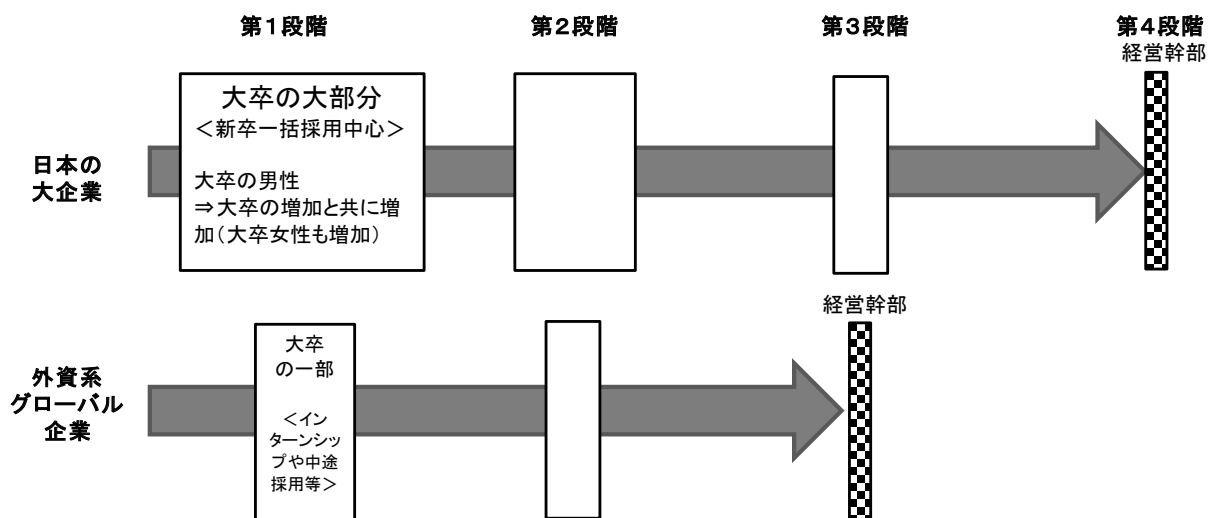 第1段階
第2段階
第3段階
第4段階
経営幹部
日本の
大企業
大卒の大部分
＜新卒一括採用中心＞
大卒の男性
⇒大卒の増加と共に増
加（大卒女性も増加）
経営幹部
外資系
グローバル
企業
大卒
の一部
＜イン
ターンシッ
プや中途
採用等＞